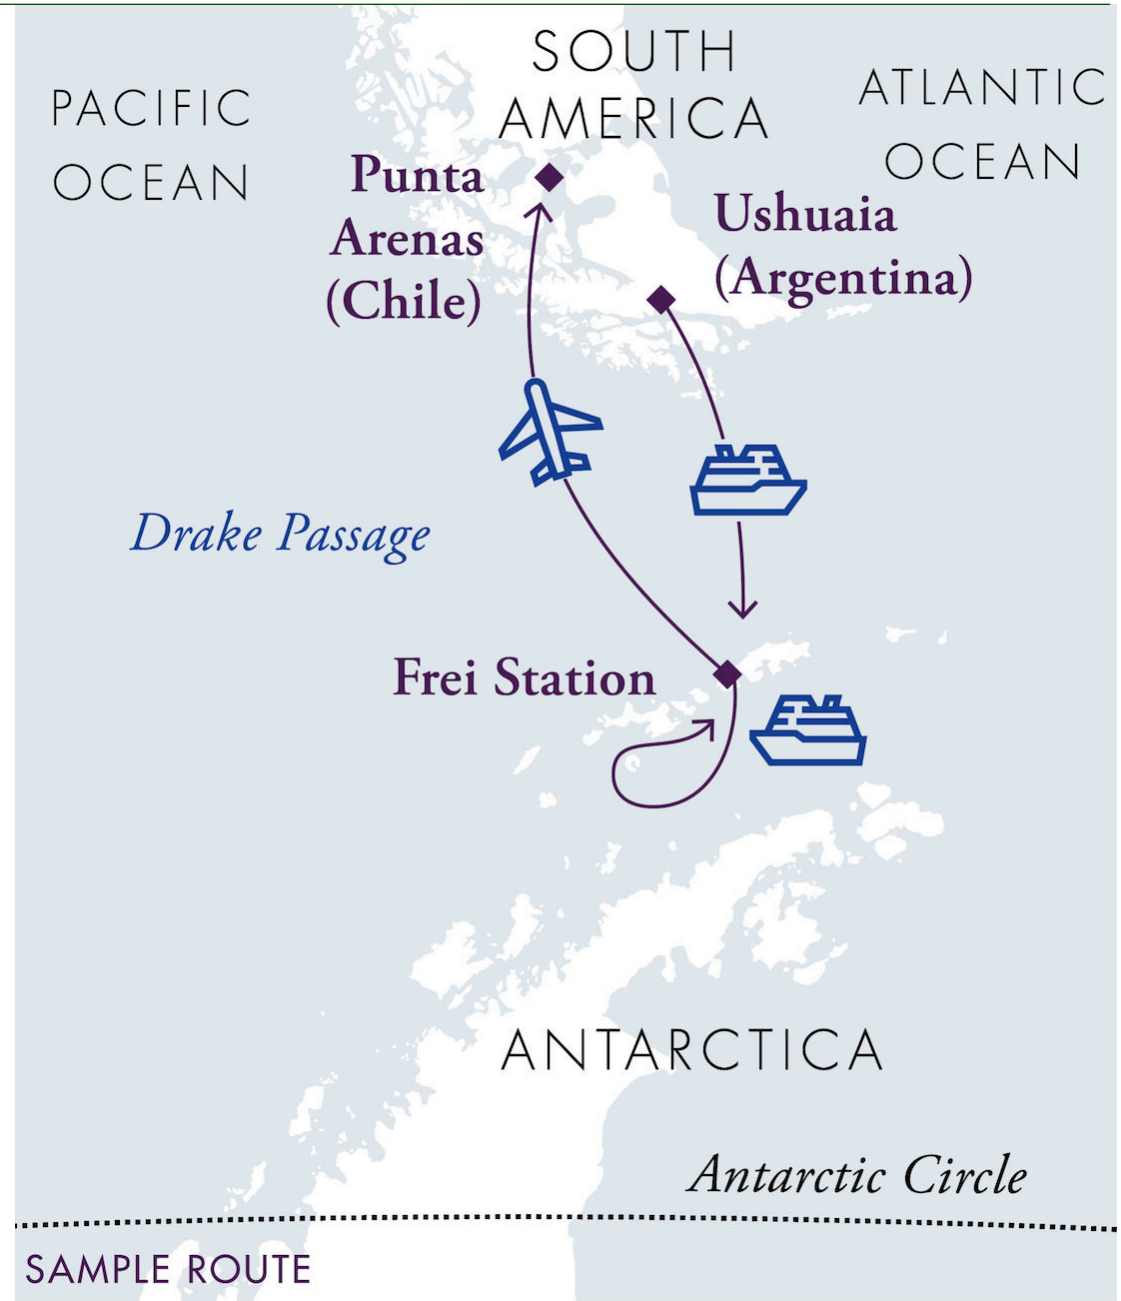 SOUTH
AMERICA
PACIFIC
OCEAN
ATLANTIC
OCEAN
Punta
Arenas
(Chile)
Ushuaia
(Argentina)
Drake Passage
Frei Station
ANTARCTICA
Antarctic Circle
SAMPLE ROUTE